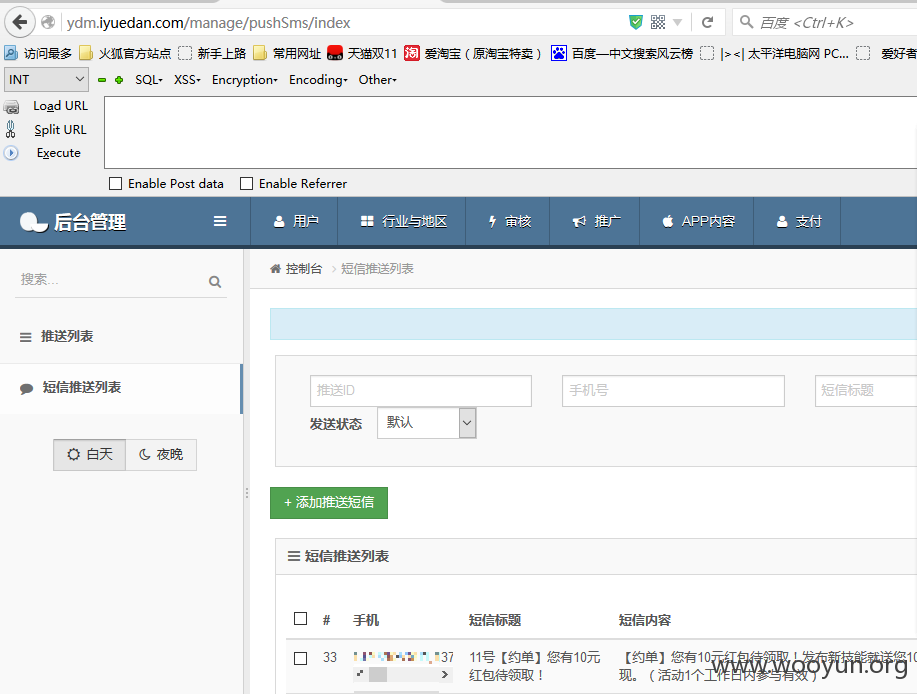 ydm.iyuedan.com/manage/pushSms/index
百度 <Ctrl+K>
访问最多 火狐官方站点 新手上路 常用网址 天猫双11 爱淘宝（原淘宝特卖） 百度一中文搜索风云榜 |><| 太平洋电脑网 PC... 爱好者
INT SQL XSS Encryption Encoding Other
Load URL
Split URL
Execute
Enable Post data Enable Referrer
后台管理 用户 行业与地区 审核 推广 APP内容 支付
搜索...
控制台 > 短信推送列表
推送列表
短信推送列表
白天 夜晚
推送ID 手机号 短信标题
发送状态 默认
+ 添加推送短信
短信推送列表
# 手机 短信标题 短信内容
33 37 11号【约单】您有10元 【约单】您有10元红包待领取！发布新技能就送您10
红包待领取！ 现。（活动1个工作日内参与有效）
www.wooyun.org